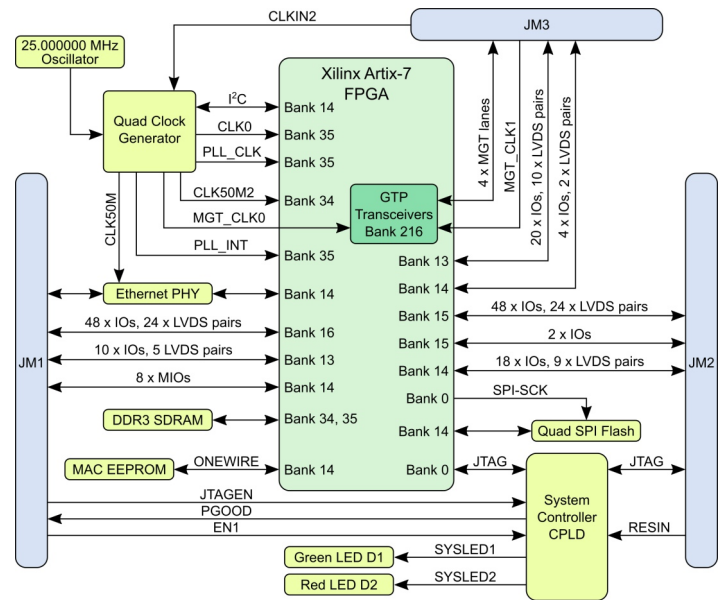 CLKIN2
JM3
25.000000 MHz
Oscillator
Xilinx Artix-7
FPGA
Quad Clock
Generator
I²C
Bank 14
CLK0
Bank 35
PLL_CLK
Bank 35
CLK50M
CLK50M2
Bank 34
MGT_CLK0
GTP
Transceivers
Bank 216
4 x MGT lanes
MGT_CLK1
20 x IOs, 10 x LVDS pairs
4 x IOs, 2 x LVDS pairs
PLL_INT
Bank 35
Bank 13
Ethernet PHY
Bank 14
Bank 14
48 x IOs, 24 x LVDS pairs
Bank 16
Bank 15
48 x IOs, 24 x LVDS pairs
JM1
10 x IOs, 5 LVDS pairs
Bank 13
Bank 15
2 x IOs
JM2
8 x MIOs
Bank 14
Bank 14
18 x IOs, 9 x LVDS pairs
Bank 0
SPI-SCK
DDR3 SDRAM
Bank 34, 35
Bank 14
Quad SPI Flash
MAC EEPROM
ONEWIRE
Bank 14
Bank 0
JTAG
JTAG
JTAGEN
PGOOD
EN1
System
Controller
CPLD
RESIN
Green LED D1
SYSLED1
Red LED D2
SYSLED2